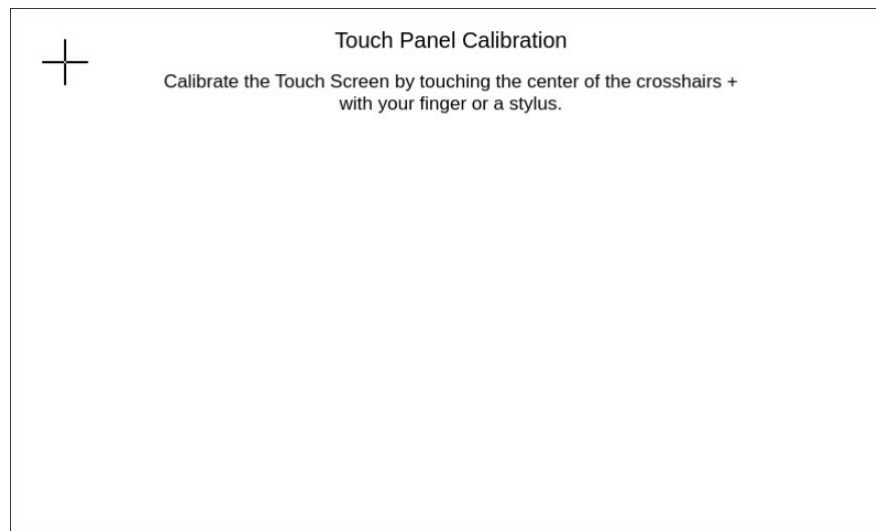 Touch Panel Calibration
Calibrate the Touch Screen by touching the center of the crosshairs +
with your finger or a stylus.